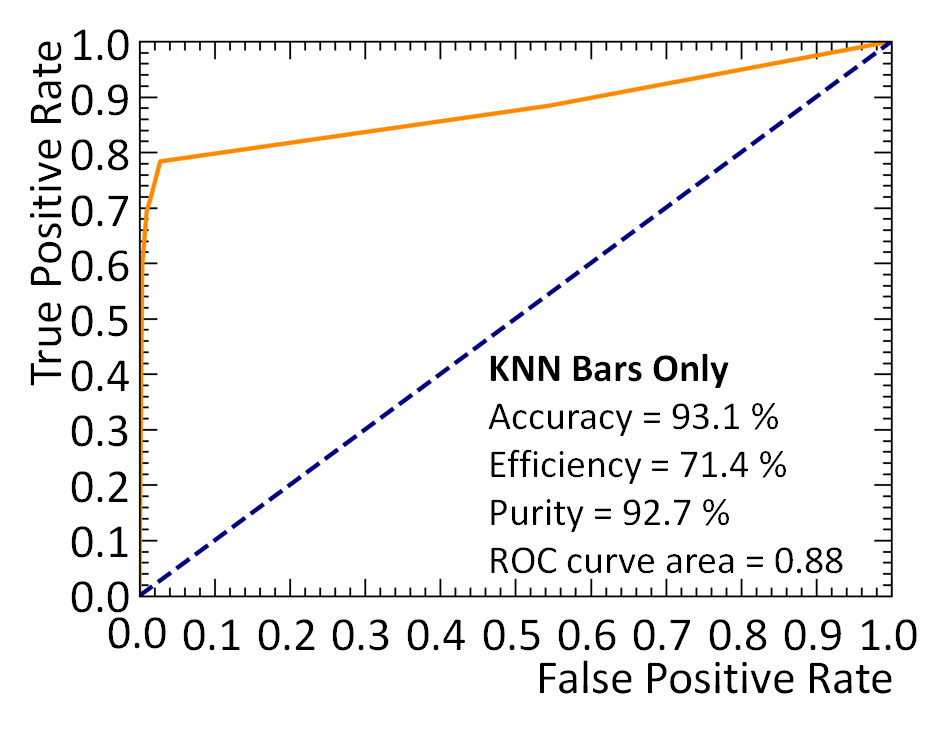 True Positive Rate
1.0
0.9
0.8
0.7
0.6
0.5
0.4
0.3
0.2
0.1
0.0
KNN Bars Only
Accuracy = 93.1 %
Efficiency = 71.4 %
Purity = 92.7 %
ROC curve area = 0.88
0.0 0.1 0.2 0.3 0.4 0.5 0.6 0.7 0.8 0.9 1.0
False Positive Rate